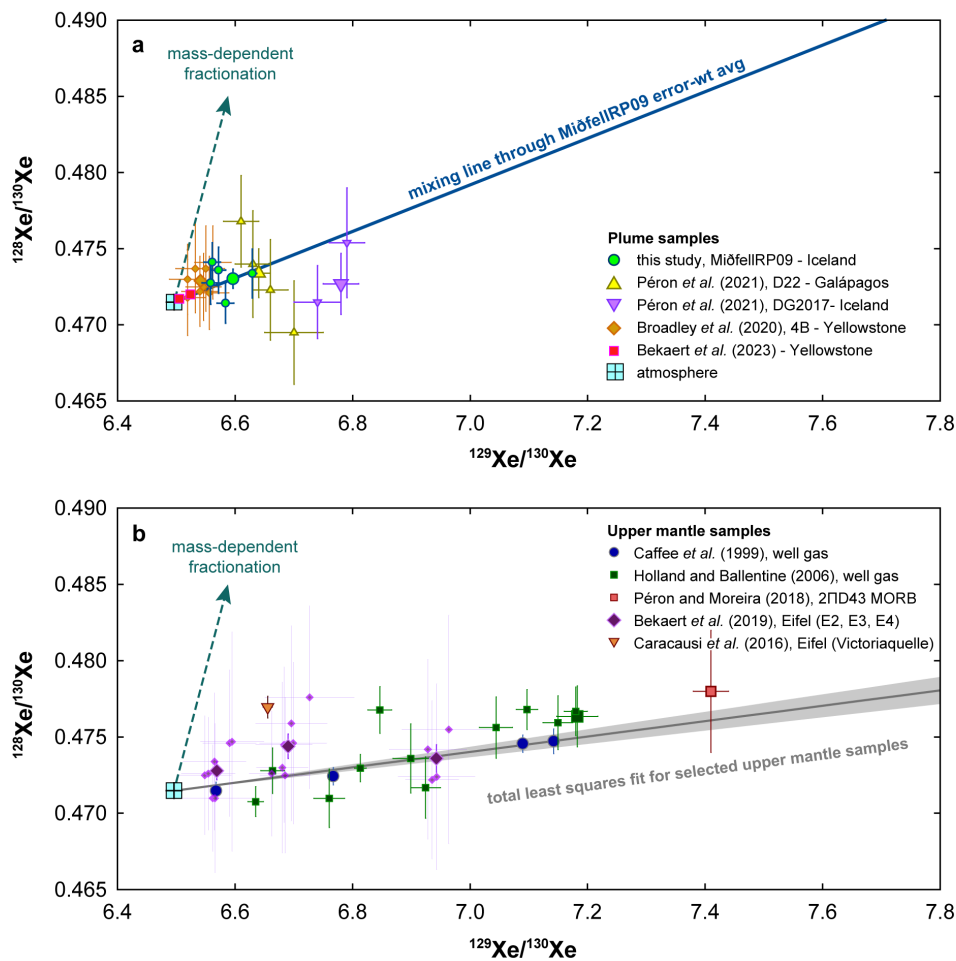 a
mass-dependent
fractionation
mixing line through MiðfellRP09 error-wt avg
Plume samples
this study, MiðfellRP09 - Iceland
Péron et al. (2021), D22 - Galápagos
Péron et al. (2021), DG2017- Iceland
Broadley et al. (2020), 4B - Yellowstone
Bekaert et al. (2023) - Yellowstone
atmosphere
0.490
0.485
0.480
0.475
0.470
0.465
¹²⁸Xe/¹³⁰Xe
6.4 6.6 6.8 7.0 7.2 7.4 7.6 7.8
¹²⁹Xe/¹³⁰Xe
b
mass-dependent
fractionation
Upper mantle samples
Caffee et al. (1999), well gas
Holland and Ballentine (2006), well gas
Péron and Moreira (2018), 2ΠD43 MORB
Bekaert et al. (2019), Eifel (E2, E3, E4)
Caracausi et al. (2016), Eifel (Victoriaquelle)
total least squares fit for selected upper mantle samples
0.490
0.485
0.480
0.475
0.470
0.465
¹²⁸Xe/¹³⁰Xe
6.4 6.6 6.8 7.0 7.2 7.4 7.6 7.8
¹²⁹Xe/¹³⁰Xe